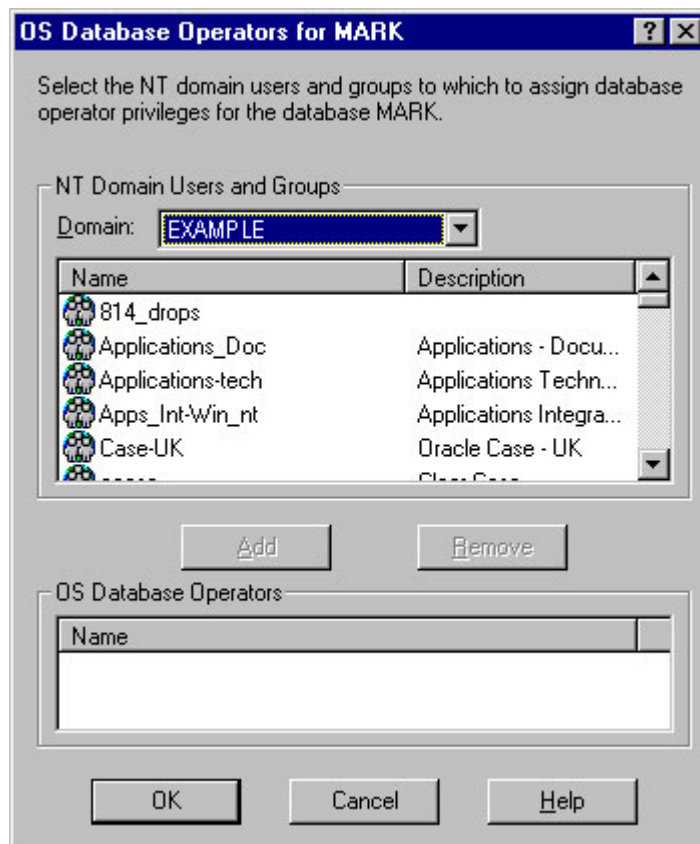 OS Database Operators for MARK
Select the NT domain users and groups to which to assign database
operator privileges for the database MARK.
NT Domain Users and Groups
Domain: EXAMPLE
Name Description
814_drops
Applications_Doc Applications - Docu...
Applications-tech Applications Techn...
Apps_Int-Win_nt Applications Integra...
Case-UK Oracle Case - UK
Add Remove
OS Database Operators
Name
OK Cancel Help